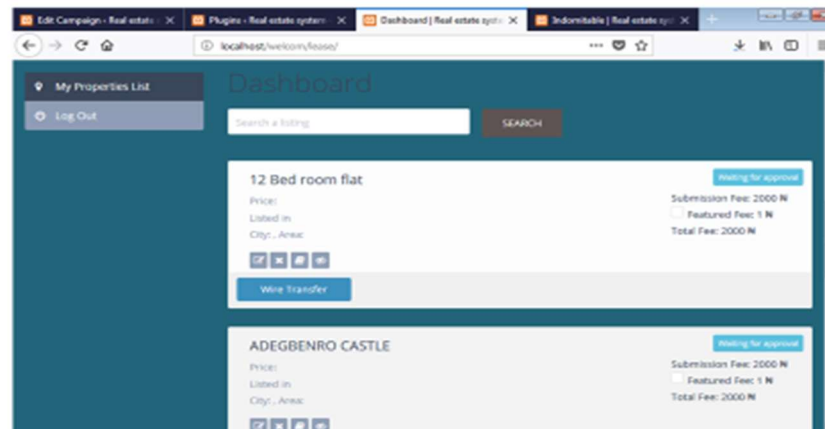 Edit Campaign - Real estate
Plugins - Real estate system
Dashboard | Real estate syst
Indomitable | Real estate syst
localhost/welcom/lease/
My Properties List
Log Out
Dashboard
Search a listing
SEARCH
12 Bed room flat
Waiting for approval
Price:
Submission Fee: 2000 ₦
Listed in
Featured Fee: 1 ₦
City: , Area:
Total Fee: 2000 ₦
Wire Transfer
ADEGBENRO CASTLE
Waiting for approval
Price:
Submission Fee: 2000 ₦
Listed in
Featured Fee: 1 ₦
City: , Area:
Total Fee: 2000 ₦